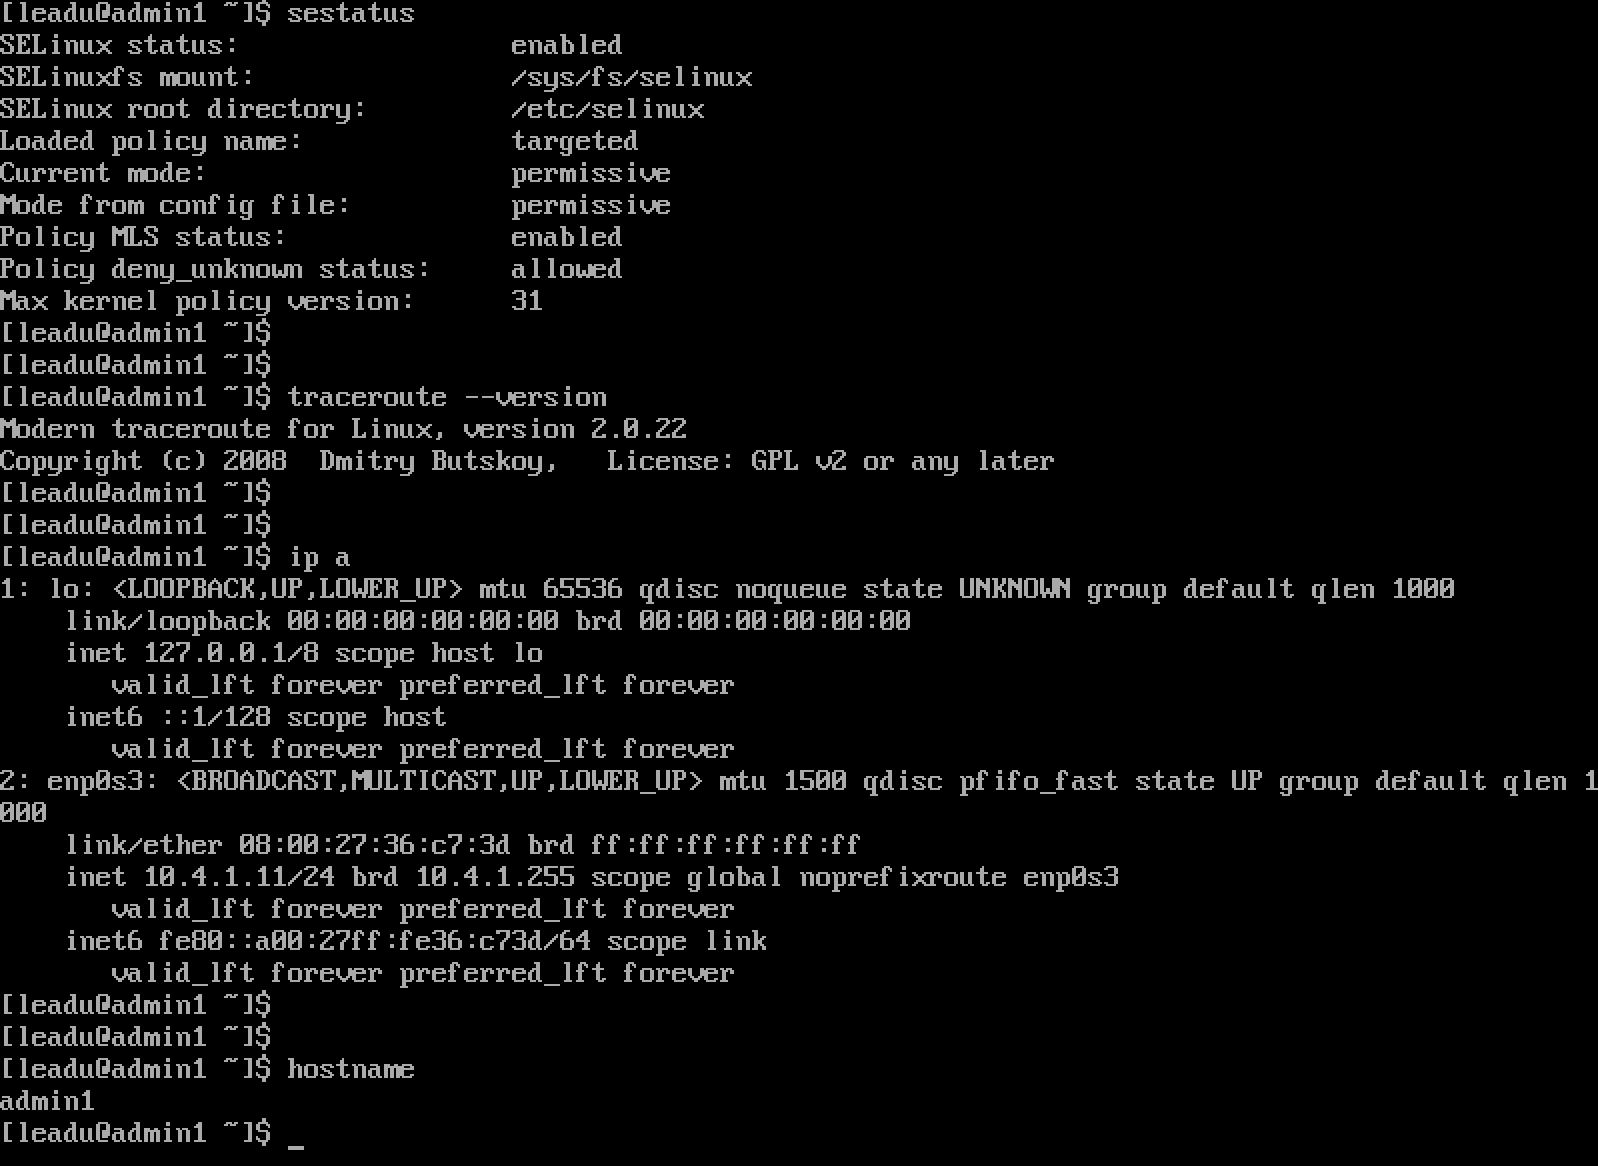 [leadu@admin1 ~]$ sestatus
SELinux status:                 enabled
SELinuxfs mount:                /sys/fs/selinux
SELinux root directory:         /etc/selinux
Loaded policy name:             targeted
Current mode:                   permissive
Mode from config file:          permissive
Policy MLS status:              enabled
Policy deny_unknown status:     allowed
Max kernel policy version:      31
[leadu@admin1 ~]$
[leadu@admin1 ~]$
[leadu@admin1 ~]$ traceroute --version
Modern traceroute for Linux, version 2.0.22
Copyright (c) 2008  Dmitry Butskoy,   License: GPL v2 or any later
[leadu@admin1 ~]$
[leadu@admin1 ~]$
[leadu@admin1 ~]$ ip a
1: lo: <LOOPBACK,UP,LOWER_UP> mtu 65536 qdisc noqueue state UNKNOWN group default qlen 1000
    link/loopback 00:00:00:00:00:00 brd 00:00:00:00:00:00
    inet 127.0.0.1/8 scope host lo
       valid_lft forever preferred_lft forever
    inet6 ::1/128 scope host
       valid_lft forever preferred_lft forever
2: enp0s3: <BROADCAST,MULTICAST,UP,LOWER_UP> mtu 1500 qdisc pfifo_fast state UP group default qlen 1
000
    link/ether 08:00:27:36:c7:3d brd ff:ff:ff:ff:ff:ff
    inet 10.4.1.11/24 brd 10.4.1.255 scope global noprefixroute enp0s3
       valid_lft forever preferred_lft forever
    inet6 fe80::a00:27ff:fe36:c73d/64 scope link
       valid_lft forever preferred_lft forever
[leadu@admin1 ~]$
[leadu@admin1 ~]$
[leadu@admin1 ~]$ hostname
admin1
[leadu@admin1 ~]$ _